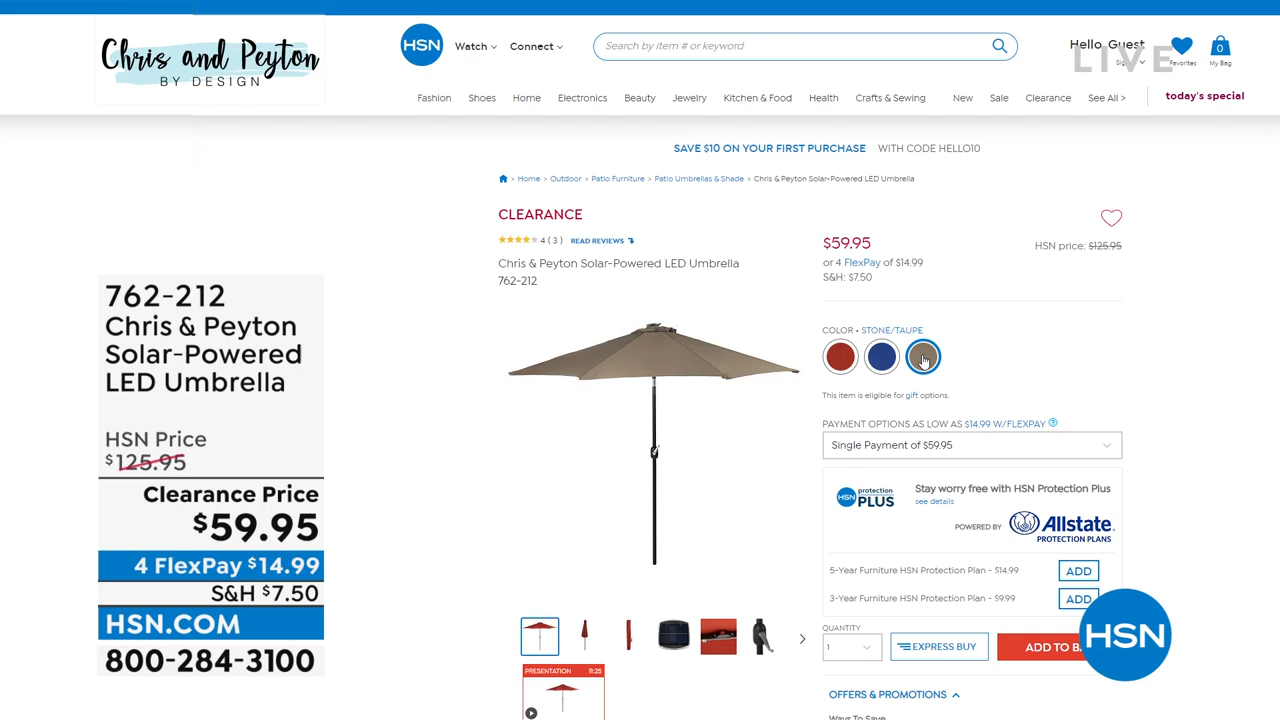 Chris and Peyton
BY DESIGN
HSN
Watch
Connect
Search by item # or keyword
Hello, Guest
LIVE
Favorites
0
My Bag
Fashion
Shoes
Home
Electronics
Beauty
Jewelry
Kitchen & Food
Health
Crafts & Sewing
New
Sale
Clearance
See All >
today's special
SAVE $10 ON YOUR FIRST PURCHASE WITH CODE HELLO10
> Home > Outdoor > Patio Furniture > Patio Umbrellas & Shade > Chris & Peyton Solar-Powered LED Umbrella
CLEARANCE
4 ( 3 ) READ REVIEWS
Chris & Peyton Solar-Powered LED Umbrella
762-212
$59.95
HSN price: $125.95
or 4 FlexPay of $14.99
S&H: $7.50
COLOR • STONE/TAUPE
This item is eligible for gift options.
PAYMENT OPTIONS AS LOW AS $14.99 W/FLEXPAY ?
Single Payment of $59.95
HSN protection PLUS
Stay worry free with HSN Protection Plus
see details
POWERED BY Allstate.
PROTECTION PLANS
5-Year Furniture HSN Protection Plan - $14.99
ADD
3-Year Furniture HSN Protection Plan - $9.99
ADD
QUANTITY
1
EXPRESS BUY
ADD TO
HSN
OFFERS & PROMOTIONS
Ways To Save
PRESENTATION 11:25
762-212
Chris & Peyton
Solar-Powered
LED Umbrella
HSN Price
$125.95
Clearance Price
$59.95
4 FlexPay $14.99
S&H $7.50
HSN.COM
800-284-3100